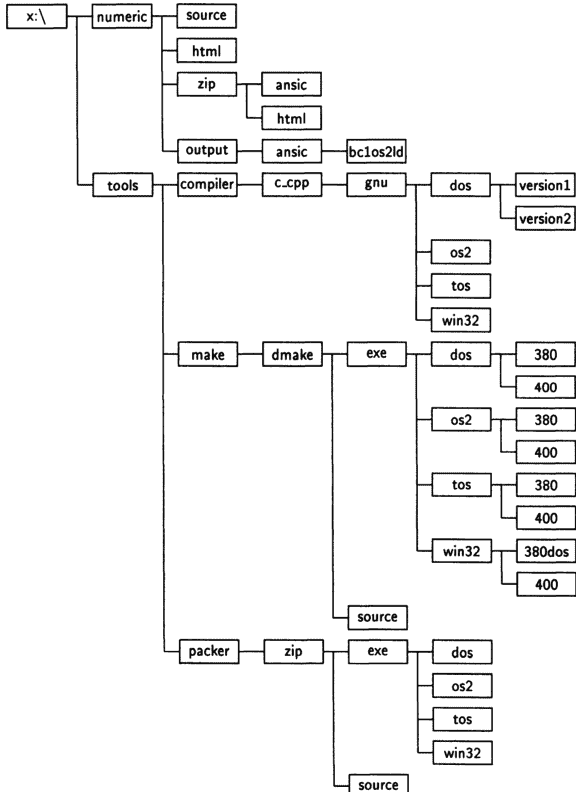 x:\ numeric source
html
zip ansic
html
output ansic bc1os2ld
tools compiler c_cpp gnu dos version1
version2
os2
tos
win32
make dmake exe dos 380
400
os2 380
400
tos 380
400
win32 380dos
400
source
packer zip exe dos
os2
tos
win32
source